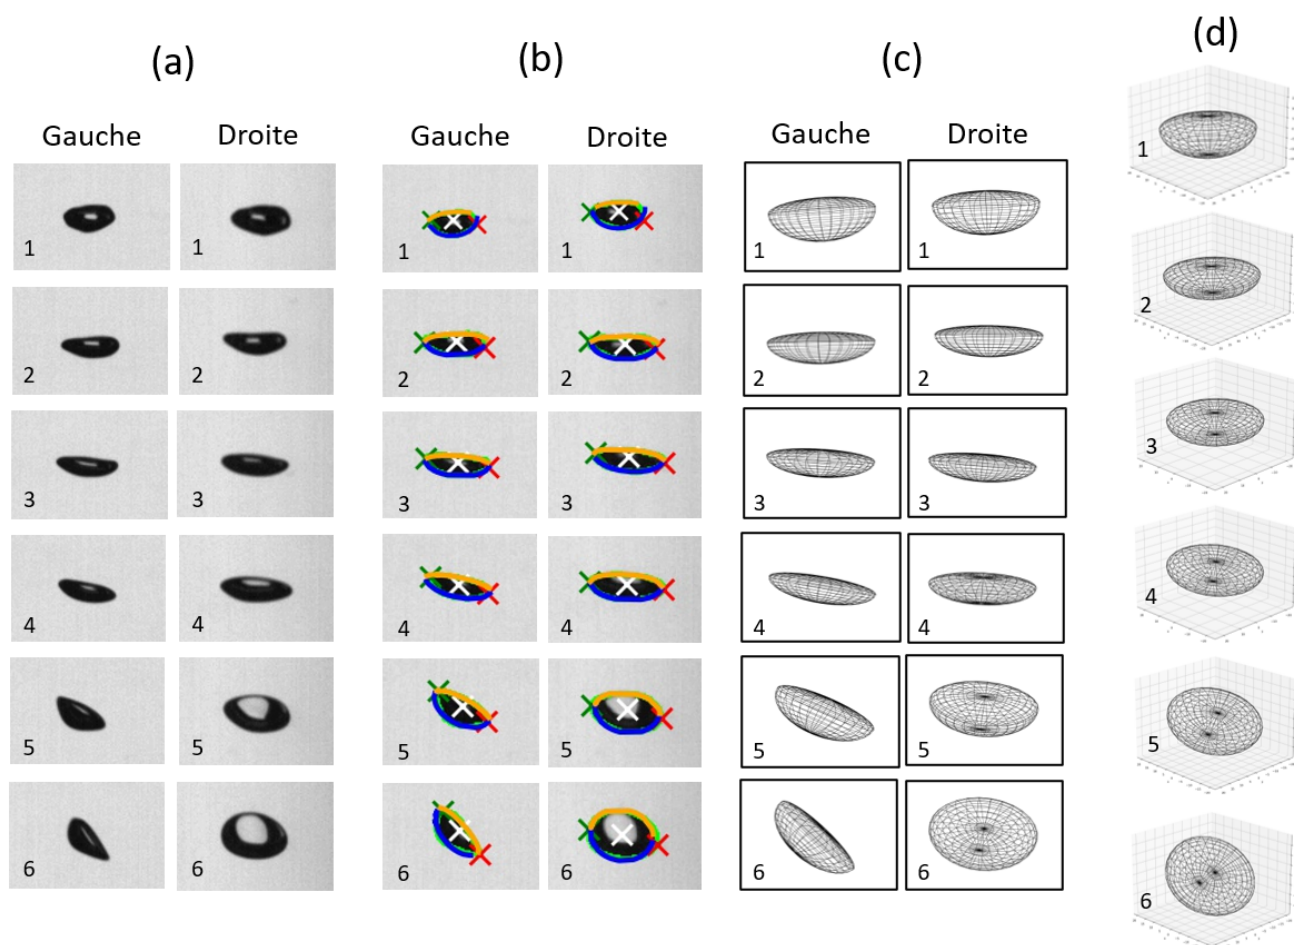 (a) (b) (c) (d)
Gauche Droite Gauche Droite Gauche Droite
1 1 1 1 1 1 1
2 2 2 2 2 2 2
3 3 3 3 3 3 3
4 4 4 4 4 4 4
5 5 5 5 5 5 5
6 6 6 6 6 6 6